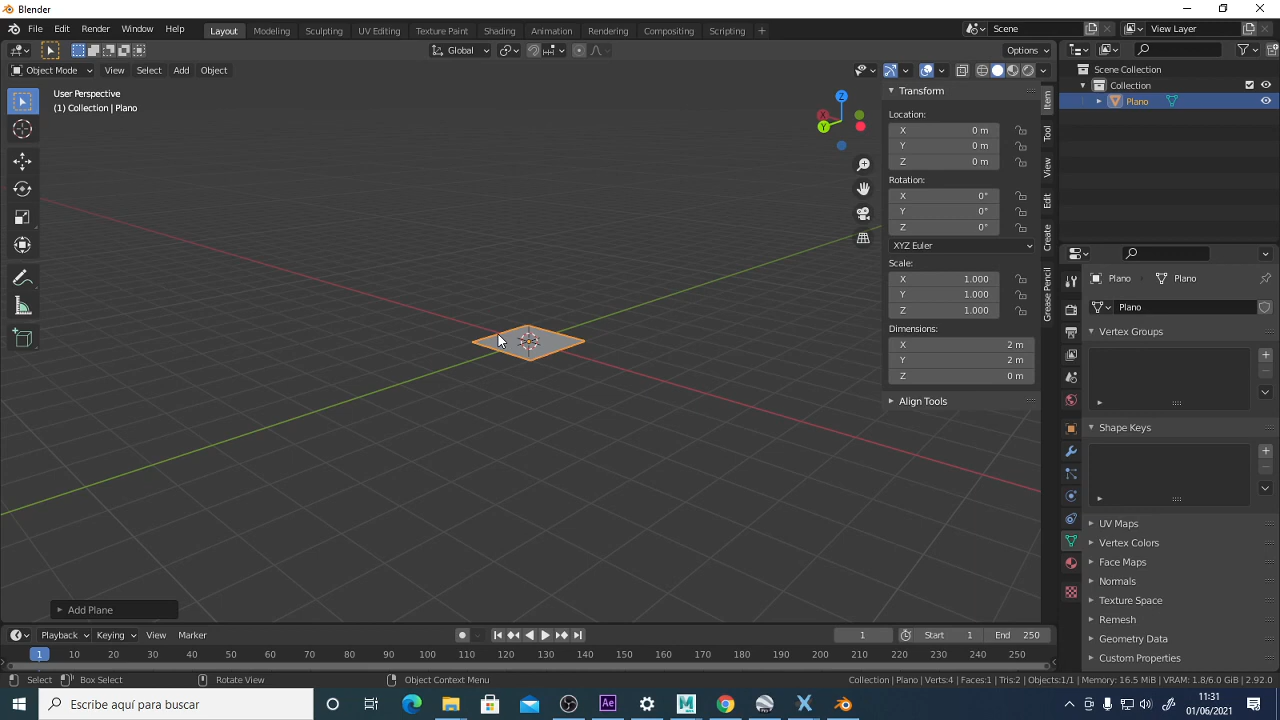 Blender
File Edit Render Window Help Layout Modeling Sculpting UV Editing Texture Paint Shading Animation Compositing Rendering Scripting + Scene View Layer
Global Options
Object Mode View Select Add Object
User Perspective
(1) Collection | Plano
Z
X
Y
Transform
Location:
X 0 m
Y 0 m
Z 0 m
Rotation:
X 0°
Y 0°
Z 0°
XYZ Euler
Scale:
X 1.000
Y 1.000
Z 1.000
Dimensions:
X 2 m
Y 2 m
Z 0 m
Align Tools
Item
Tool
View
Edit
Create
Grease Pencil
Scene Collection
Collection
Plano
Plano Plano
Plano
Vertex Groups
Shape Keys
UV Maps
Vertex Colors
Face Maps
Normals
Texture Space
Remesh
Geometry Data
Custom Properties
Add Plane
Playback Keying View Marker 1 Start 1 End 250
1 10 20 30 40 50 60 70 80 90 100 110 120 130 140 150 160 170 180 190 200 210 220 230 240 250
Select Box Select Rotate View Object Context Menu Collection | Plano | Verts:4 | Faces:1 | Tris:2 | Objects:1/1 | Memory: 16.5 MiB | VRAM: 1.8/6.0 GiB | 2.92.0
Escribe aquí para buscar
Ae
M
11:31
01/06/2021